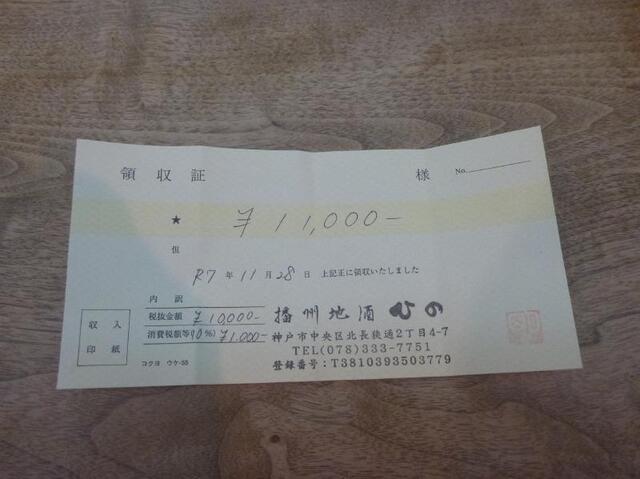 領収証 様 No.
★ ¥11,000-
但
R7年11月28日 上記正に領収いたしました
内訳
税抜金額 ¥10,000-
消費税額等(10%) ¥1,000-
収入
印紙
コクヨ ウケ-55
播州地酒 ひの
神戸市中央区北長狭通2丁目4-7
TEL(078)333-7751
登録番号:T3810393503779